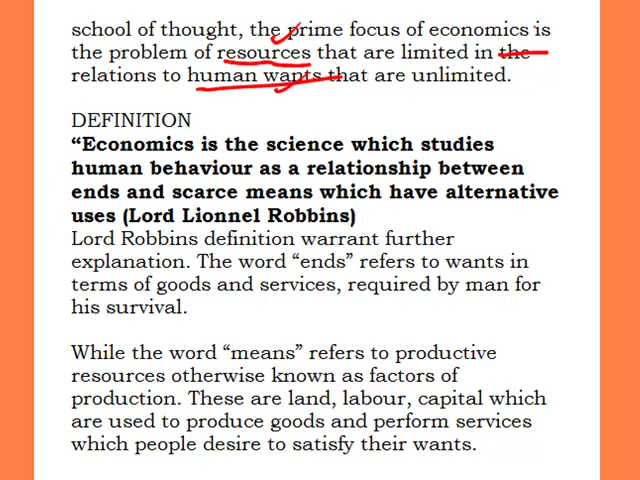 school of thought, the prime focus of economics is
the problem of resources that are limited in the
relations to human wants that are unlimited.
DEFINITION
“Economics is the science which studies
human behaviour as a relationship between
ends and scarce means which have alternative
uses (Lord Lionnel Robbins)
Lord Robbins definition warrant further
explanation. The word “ends” refers to wants in
terms of goods and services, required by man for
his survival.
While the word “means” refers to productive
resources otherwise known as factors of
production. These are land, labour, capital which
are used to produce goods and perform services
which people desire to satisfy their wants.